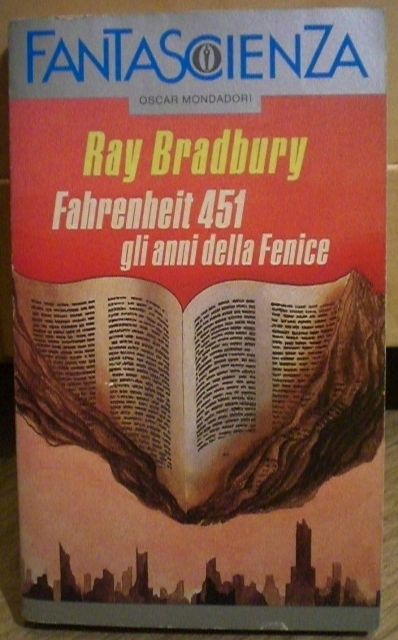 FANTASCIENZA
OSCAR MONDADORI
Ray Bradbury
Fahrenheit 451
gli anni della Fenice